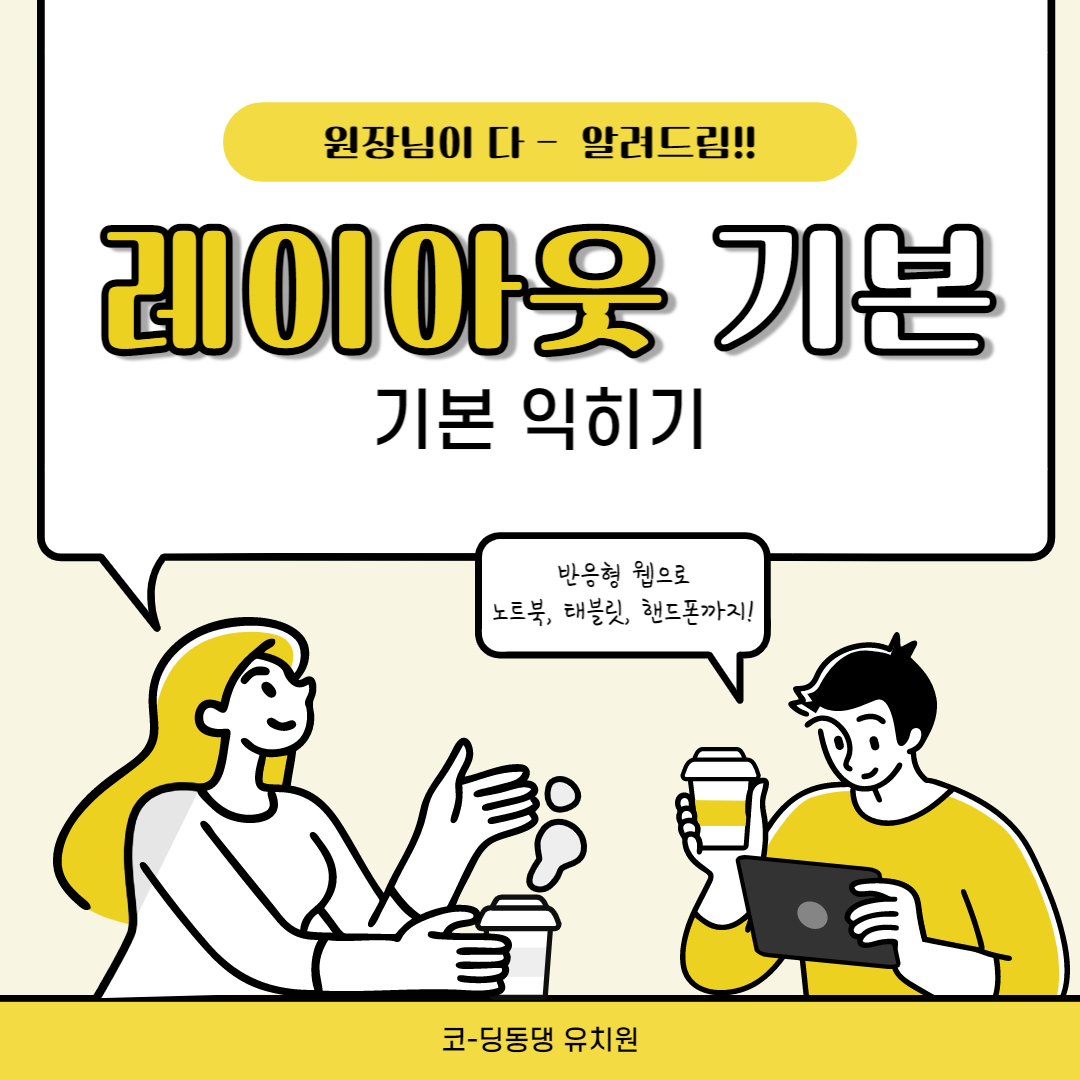 원장님이 다 - 알려드림!!
레이아웃 기본
기본 익히기
반응형 웹으로
노트북, 태블릿, 핸드폰까지!
코-딩동댕 유치원